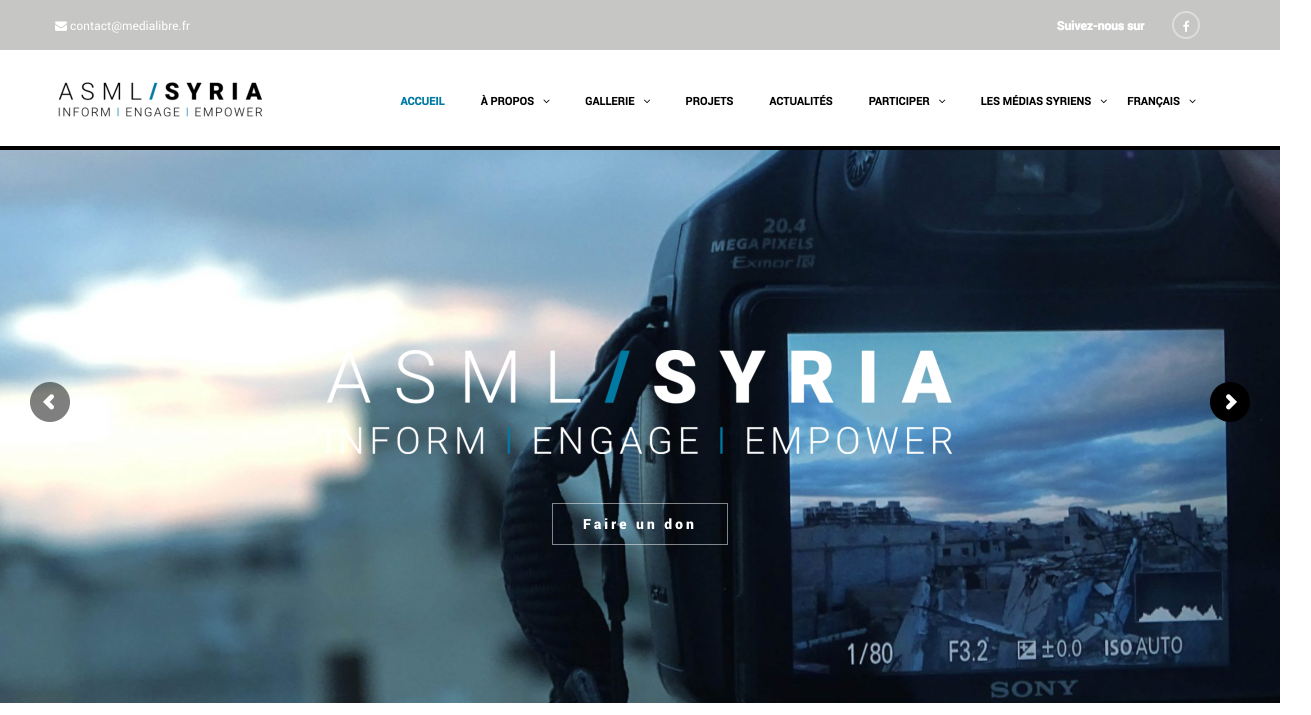 contact@medialibre.fr
Suivez-nous sur
ASML/SYRIA
INFORM | ENGAGE | EMPOWER
ACCUEIL À PROPOS GALLERIE PROJETS ACTUALITÉS PARTICIPER LES MÉDIAS SYRIENS FRANÇAIS
20.4
MEGA PIXELS
Exmor R
ASML/SYRIA
INFORM | ENGAGE | EMPOWER
Faire un don
1/80 F3.2 ±0.0 ISO AUTO
SONY